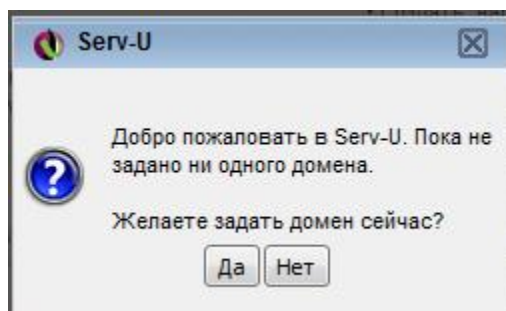 Serv-U
Добро пожаловать в Serv-U. Пока не
задано ни одного домена.
Желаете задать домен сейчас?
Да Нет